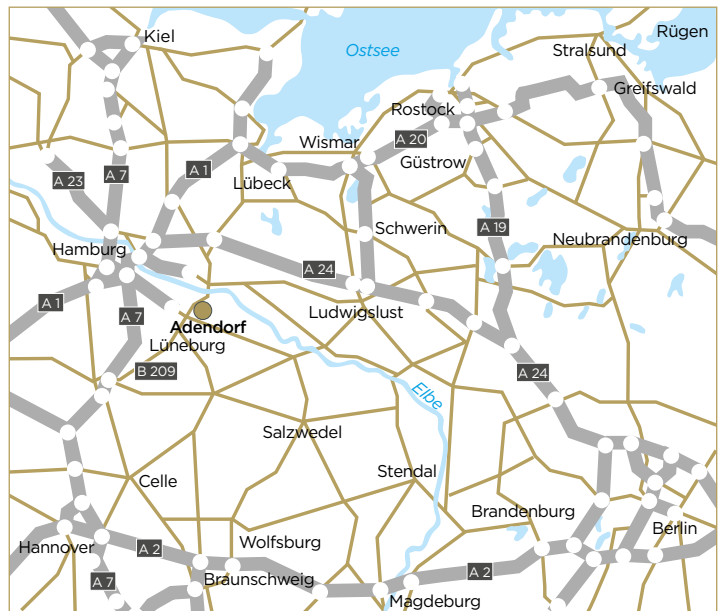 Kiel
Ostsee
Rügen
Stralsund
Greifswald
Rostock
Wismar
A 20
Güstrow
A 23
A 7
A 1
Lübeck
Schwerin
A 19
Neubrandenburg
Hamburg
A 24
A 1
A 7
Adendorf
Ludwigslust
Lüneburg
B 209
A 24
Elbe
Salzwedel
Celle
Stendal
Brandenburg
Berlin
Hannover
A 2
Wolfsburg
A 7
Braunschweig
A 2
Magdeburg